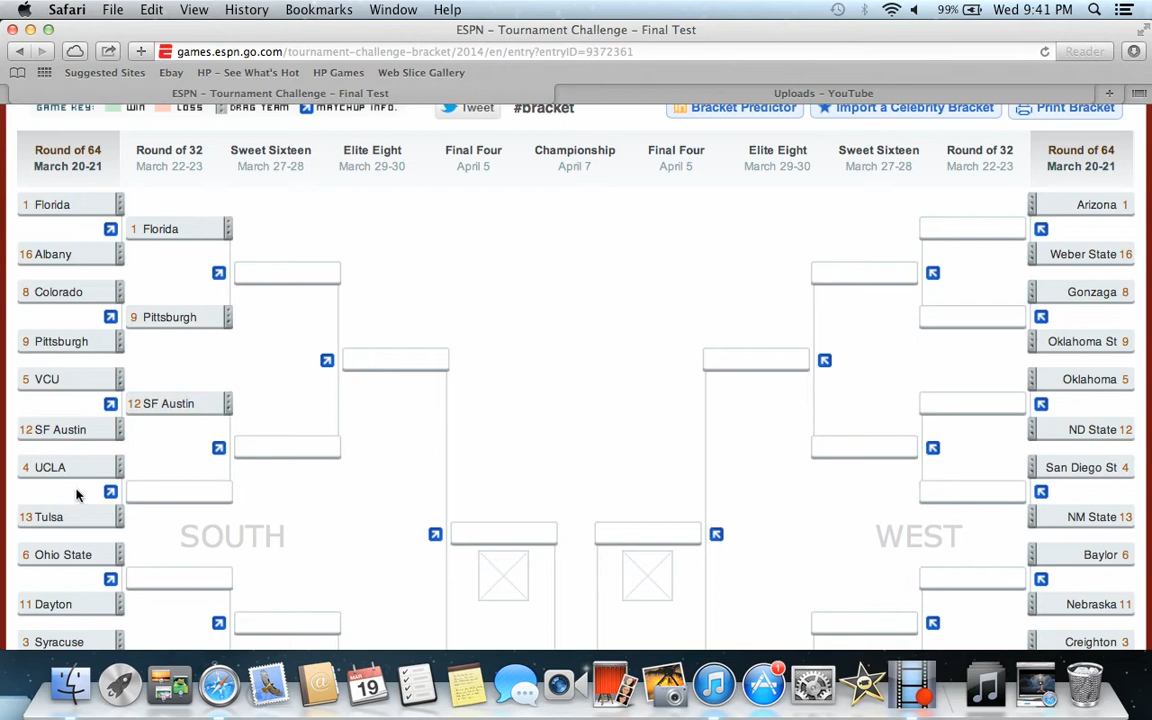 Safari File Edit View History Bookmarks Window Help 99% Wed 9:41 PM
ESPN – Tournament Challenge – Final Test
games.espn.go.com/tournament-challenge-bracket/2014/en/entry?entryID=9372361 Reader
Suggested Sites Ebay HP – See What's Hot HP Games Web Slice Gallery
ESPN – Tournament Challenge – Final Test Uploads – YouTube
GAME KEY: WIN LOSS DRAG TEAM MATCHUP INFO. Tweet #bracket Bracket Predictor Import a Celebrity Bracket Print Bracket
Round of 64 Round of 32 Sweet Sixteen Elite Eight Final Four Championship Final Four Elite Eight Sweet Sixteen Round of 32 Round of 64
March 20-21 March 22-23 March 27-28 March 29-30 April 5 April 7 April 5 March 29-30 March 27-28 March 22-23 March 20-21
1 Florida Arizona 1
1 Florida
16 Albany Weber State 16
8 Colorado Gonzaga 8
9 Pittsburgh
9 Pittsburgh Oklahoma St 9
5 VCU Oklahoma 5
12 SF Austin
12 SF Austin ND State 12
4 UCLA San Diego St 4
13 Tulsa NM State 13
SOUTH WEST
6 Ohio State Baylor 6
11 Dayton Nebraska 11
3 Syracuse Creighton 3
MAR
19
1